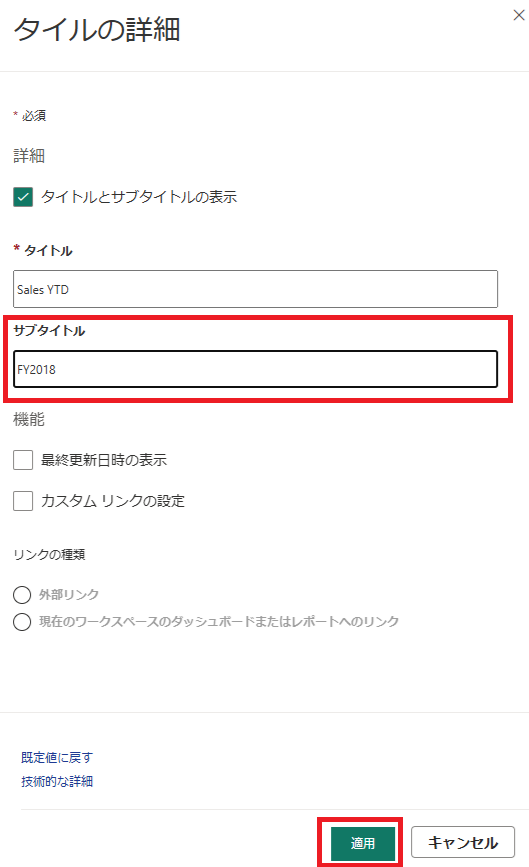 タイルの詳細
* 必須
詳細
タイトルとサブタイトルの表示
* タイトル
Sales YTD
サブタイトル
FY2018
機能
最終更新日時の表示
カスタム リンクの設定
リンクの種類
外部リンク
現在のワークスペースのダッシュボードまたはレポートへのリンク
既定値に戻す
技術的な詳細
適用 キャンセル